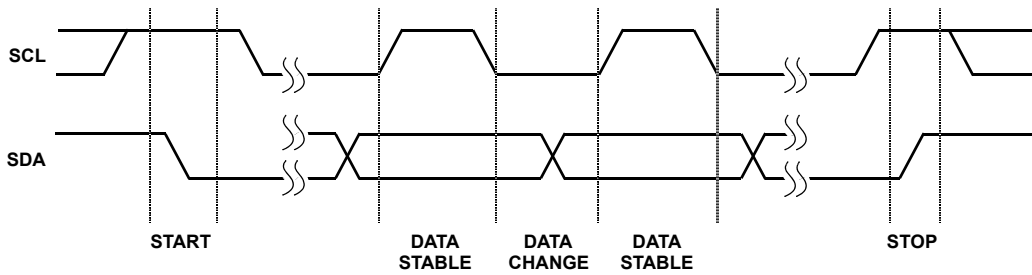 SCL
SDA
START
DATA
STABLE
DATA
CHANGE
DATA
STABLE
STOP